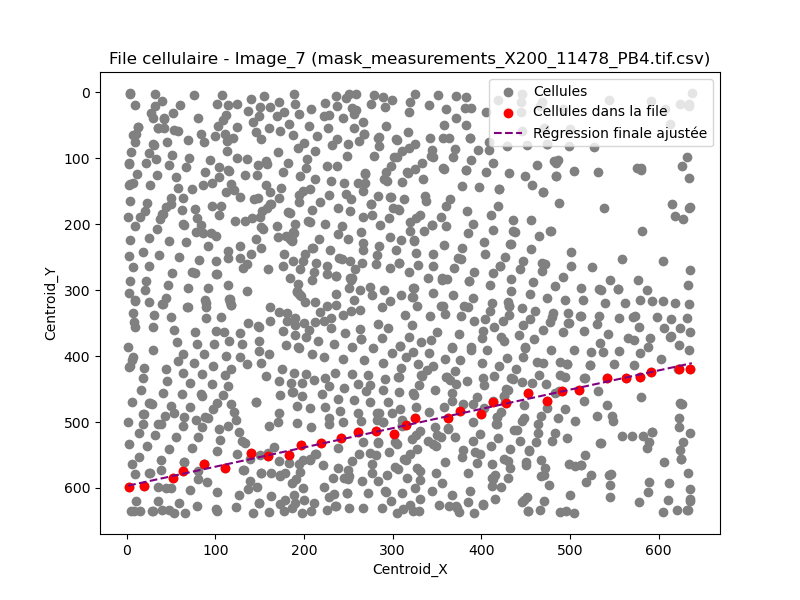 File cellulaire - Image_7 (mask_measurements_X200_11478_PB4.tif.csv)
Cellules
Cellules dans la file
Régression finale ajustée
0
100
200
300
400
500
600
Centroid_Y
0 100 200 300 400 500 600
Centroid_X